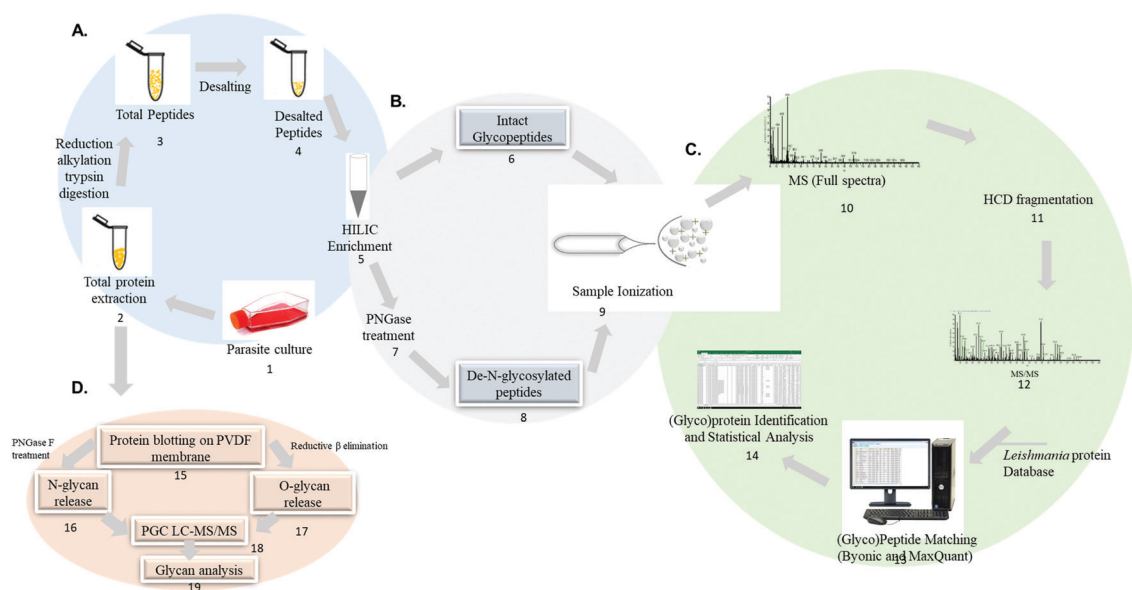 A.
Total Peptides
3
Desalting
Desalted
Peptides
4
Reduction
alkylation
trypsin
digestion
Total protein
extraction
2
Parasite culture
1
HILIC
Enrichment
5
B.
Intact
Glycopeptides
6
PNGase
treatment
7
De-N-glycosylated
peptides
8
Sample Ionization
9
C.
MS (Full spectra)
10
HCD fragmentation
11
MS/MS
12
Leishmania protein
Database
(Glyco)Peptide Matching
(Byonic and MaxQuant)
13
(Glyco)protein Identification
and Statistical Analysis
14
D.
PNGase F
treatment
Protein blotting on PVDF
membrane
15
Reductive β elimination
N-glycan
release
16
O-glycan
release
17
PGC LC-MS/MS
18
Glycan analysis
19